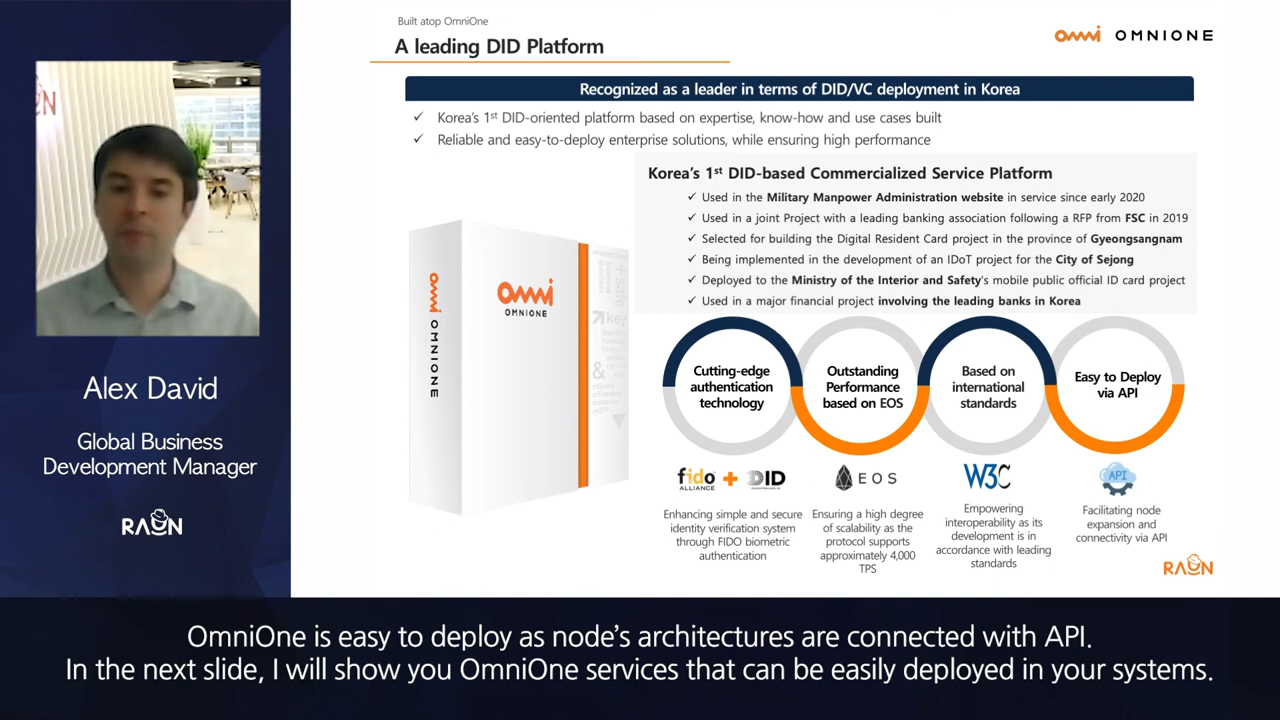 Built atop OmniOne
A leading DID Platform
OMNI OMNIONE
Recognized as a leader in terms of DID/VC deployment in Korea
✓ Korea's 1st DID-oriented platform based on expertise, know-how and use cases built
✓ Reliable and easy-to-deploy enterprise solutions, while ensuring high performance
Korea's 1st DID-based Commercialized Service Platform
✓ Used in the Military Manpower Administration website in service since early 2020
✓ Used in a joint Project with a leading banking association following a RFP from FSC in 2019
✓ Selected for building the Digital Resident Card project in the province of Gyeongsangnam
✓ Being implemented in the development of an IDoT project for the City of Sejong
✓ Deployed to the Ministry of the Interior and Safety's mobile public official ID card project
✓ Used in a major financial project involving the leading banks in Korea
OMNI OMNIONE
OMNI
OMNIONE
+safe
key
&
Cutting-edge
authentication
technology
Outstanding
Performance
based on EOS
Based on
international
standards
Easy to Deploy
via API
fido
ALLIANCE
+ DID
EOS
W3C
API
Enhancing simple and secure
identity verification system
through FIDO biometric
authentication
Ensuring a high degree
of scalability as the
protocol supports
approximately 4,000
TPS
Empowering
interoperability as its
development is in
accordance with leading
standards
Facilitating node
expansion and
connectivity via API
RAON
Alex David
Global Business
Development Manager
RAON
OmniOne is easy to deploy as node's architectures are connected with API.
In the next slide, I will show you OmniOne services that can be easily deployed in your systems.